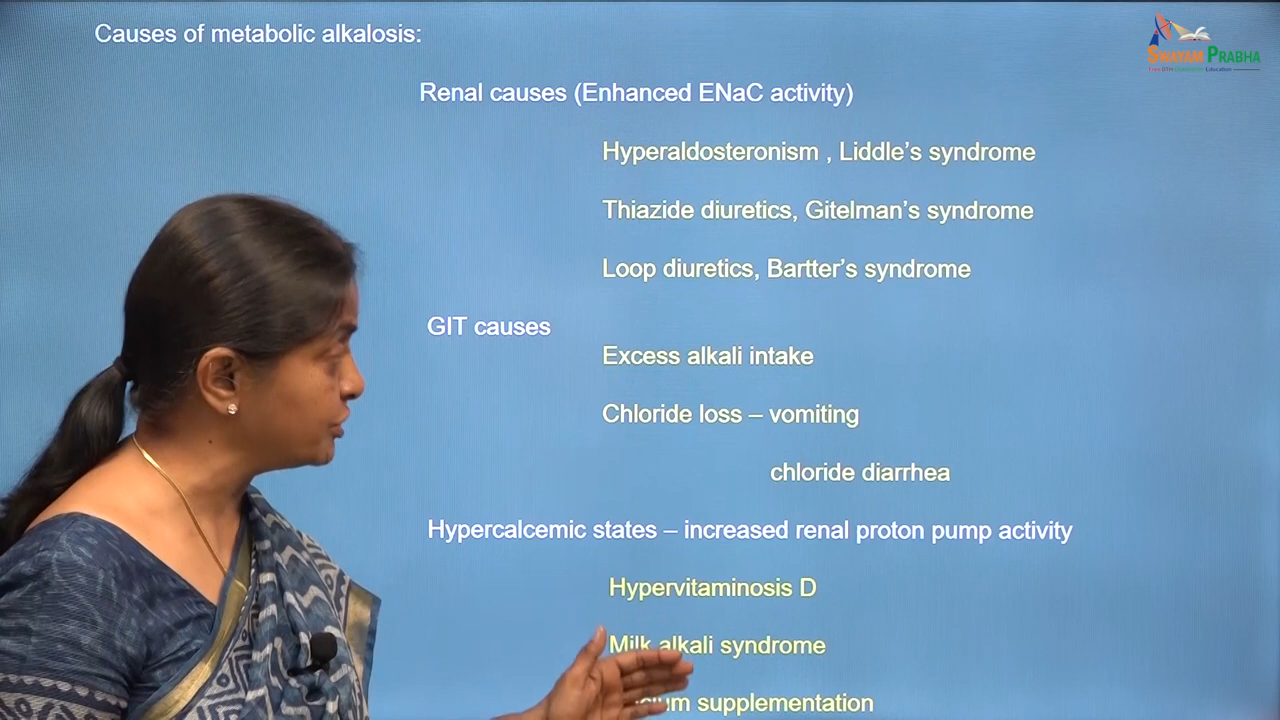 Causes of metabolic alkalosis:
SWAYAM PRABHA
Renal causes (Enhanced ENaC activity)
Hyperaldosteronism , Liddle’s syndrome
Thiazide diuretics, Gitelman’s syndrome
Loop diuretics, Bartter’s syndrome
GIT causes
Excess alkali intake
Chloride loss – vomiting
chloride diarrhea
Hypercalcemic states – increased renal proton pump activity
Hypervitaminosis D
Milk alkali syndrome
supplementation